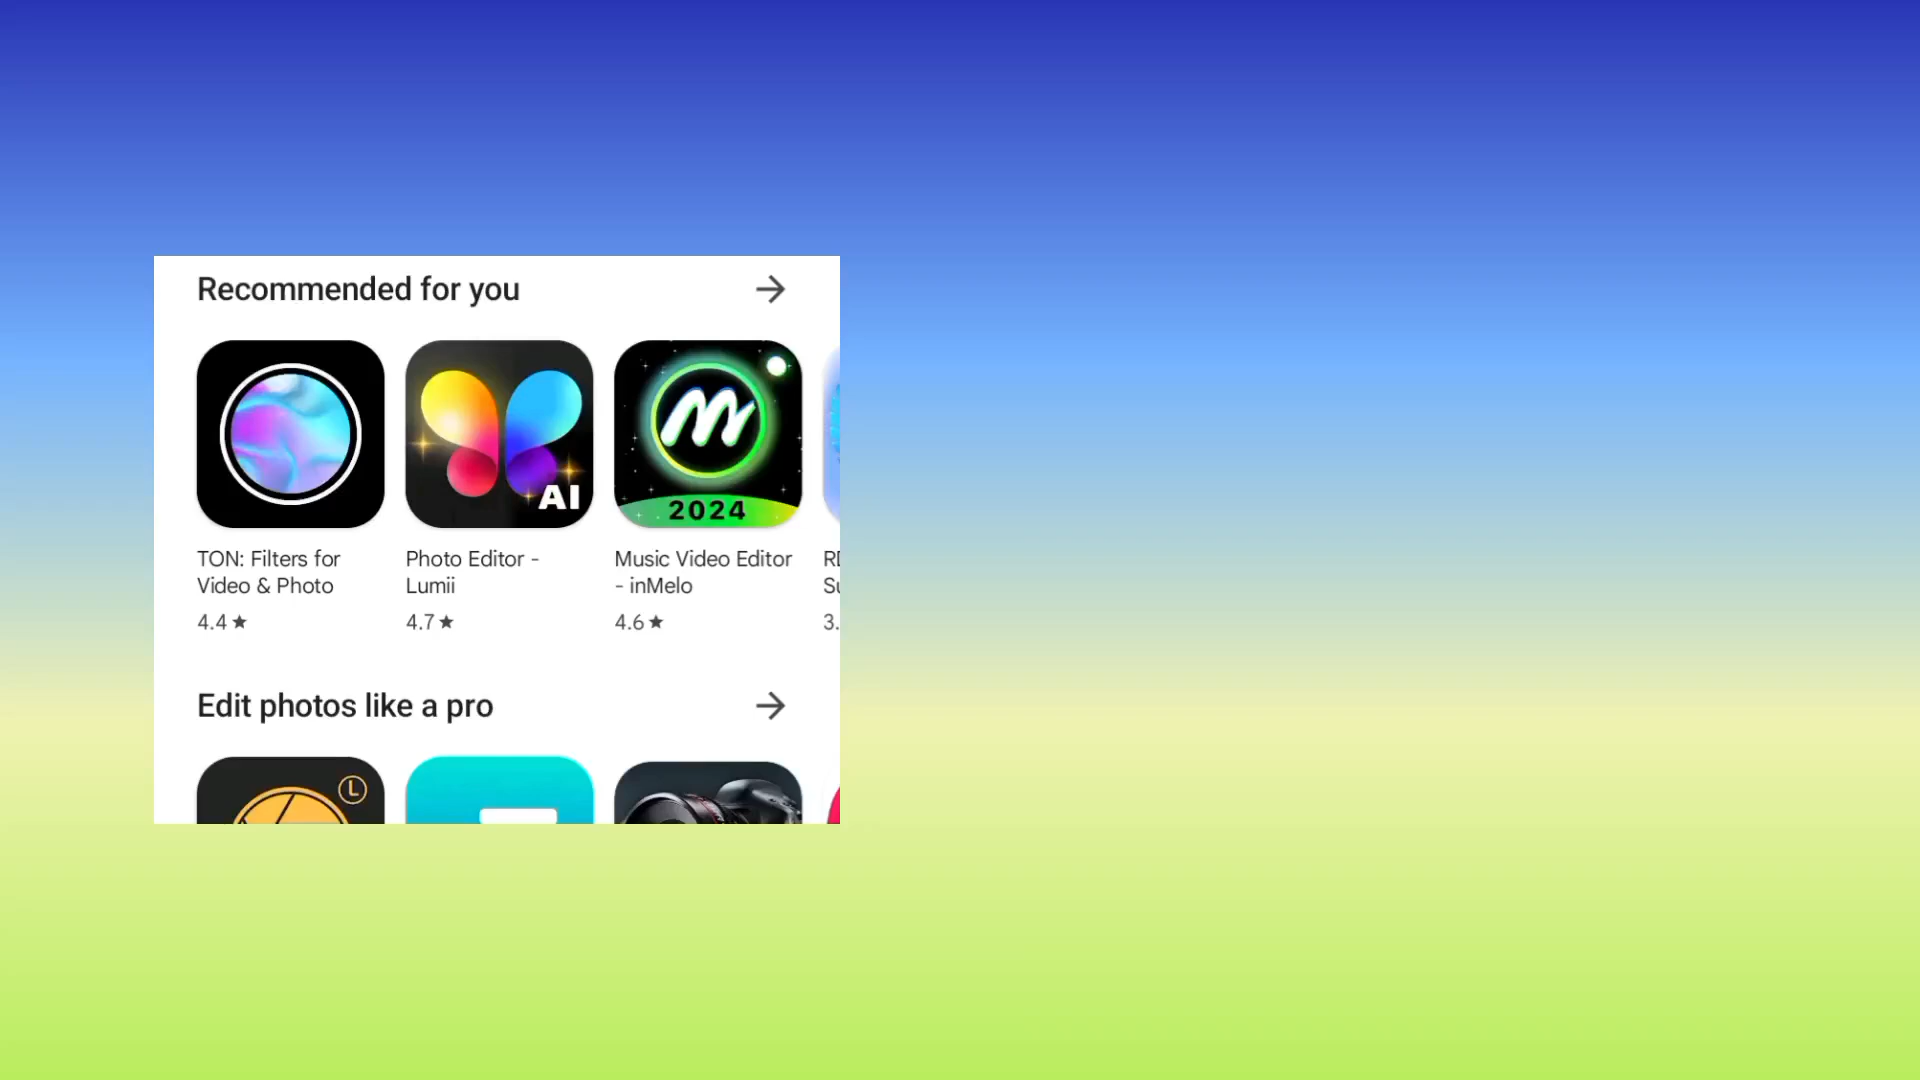 Recommended for you
AI
2024
TON: Filters for
Video & Photo
4.4★
Photo Editor -
Lumii
4.7★
Music Video Editor
- inMelo
4.6★
3.
Edit photos like a pro
L